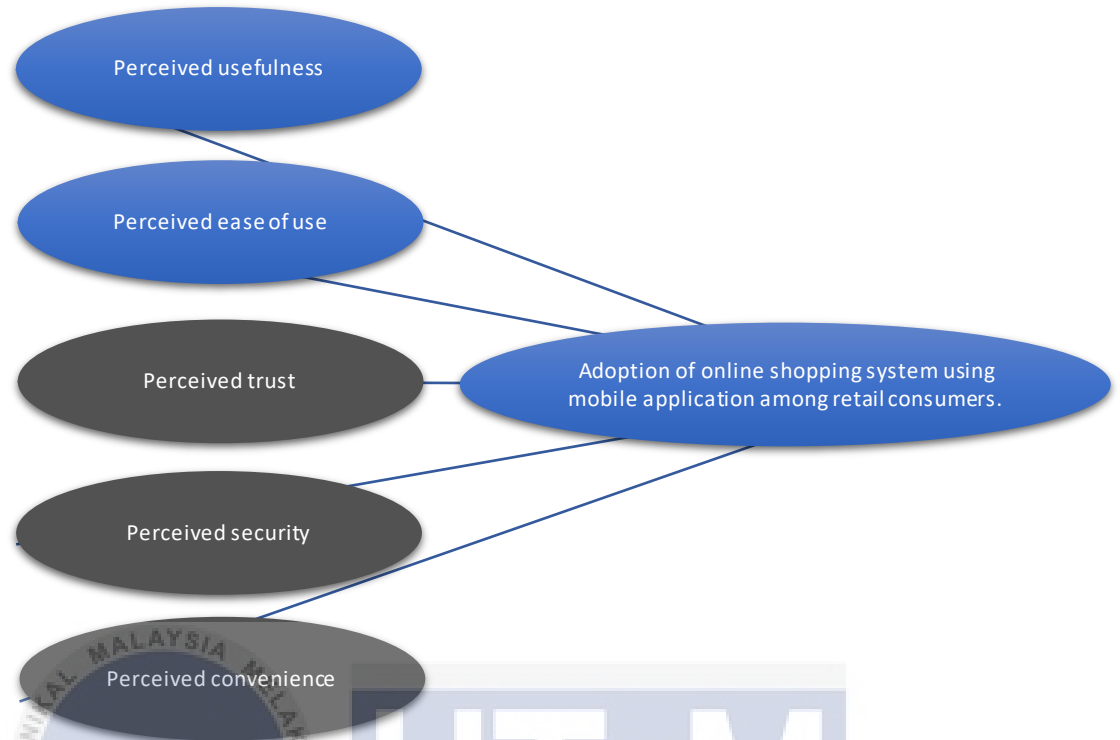 Perceived usefulness
Perceived ease of use
Perceived trust
Adoption of online shopping system using
mobile application among retail consumers.
Perceived security
Perceived convenience
MALAYSIA